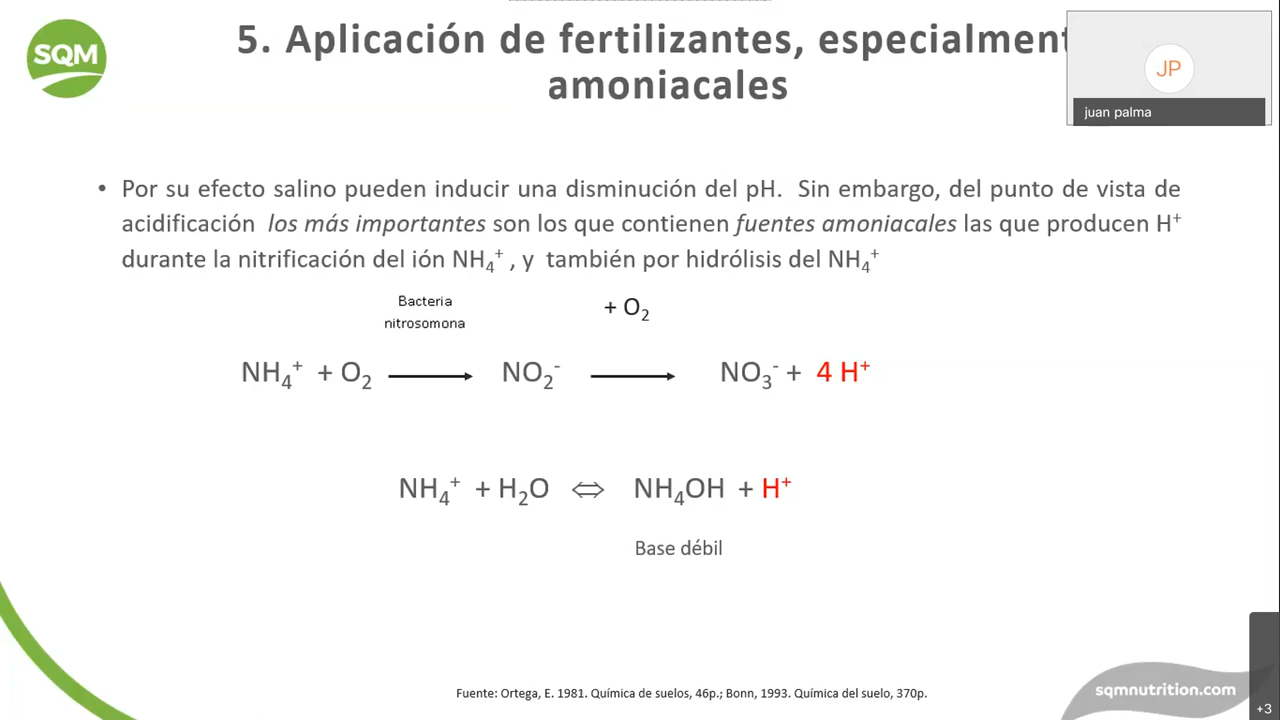 SQM
5. Aplicación de fertilizantes, especialment
amoniacales
JP
juan palma
• Por su efecto salino pueden inducir una disminución del pH. Sin embargo, del punto de vista de
acidificación los más importantes son los que contienen fuentes amoniacales las que producen H⁺
durante la nitrificación del ión NH₄⁺ , y también por hidrólisis del NH₄⁺
Bacteria
nitrosomona
+ O₂
NH₄⁺ + O₂ ⟶ NO₂⁻ ⟶ NO₃⁻ + 4 H⁺
NH₄⁺ + H₂O ⇔ NH₄OH + H⁺
Base débil
Fuente: Ortega, E. 1981. Química de suelos, 46p.; Bonn, 1993. Química del suelo, 370p.
sqmnutrition.com
+3